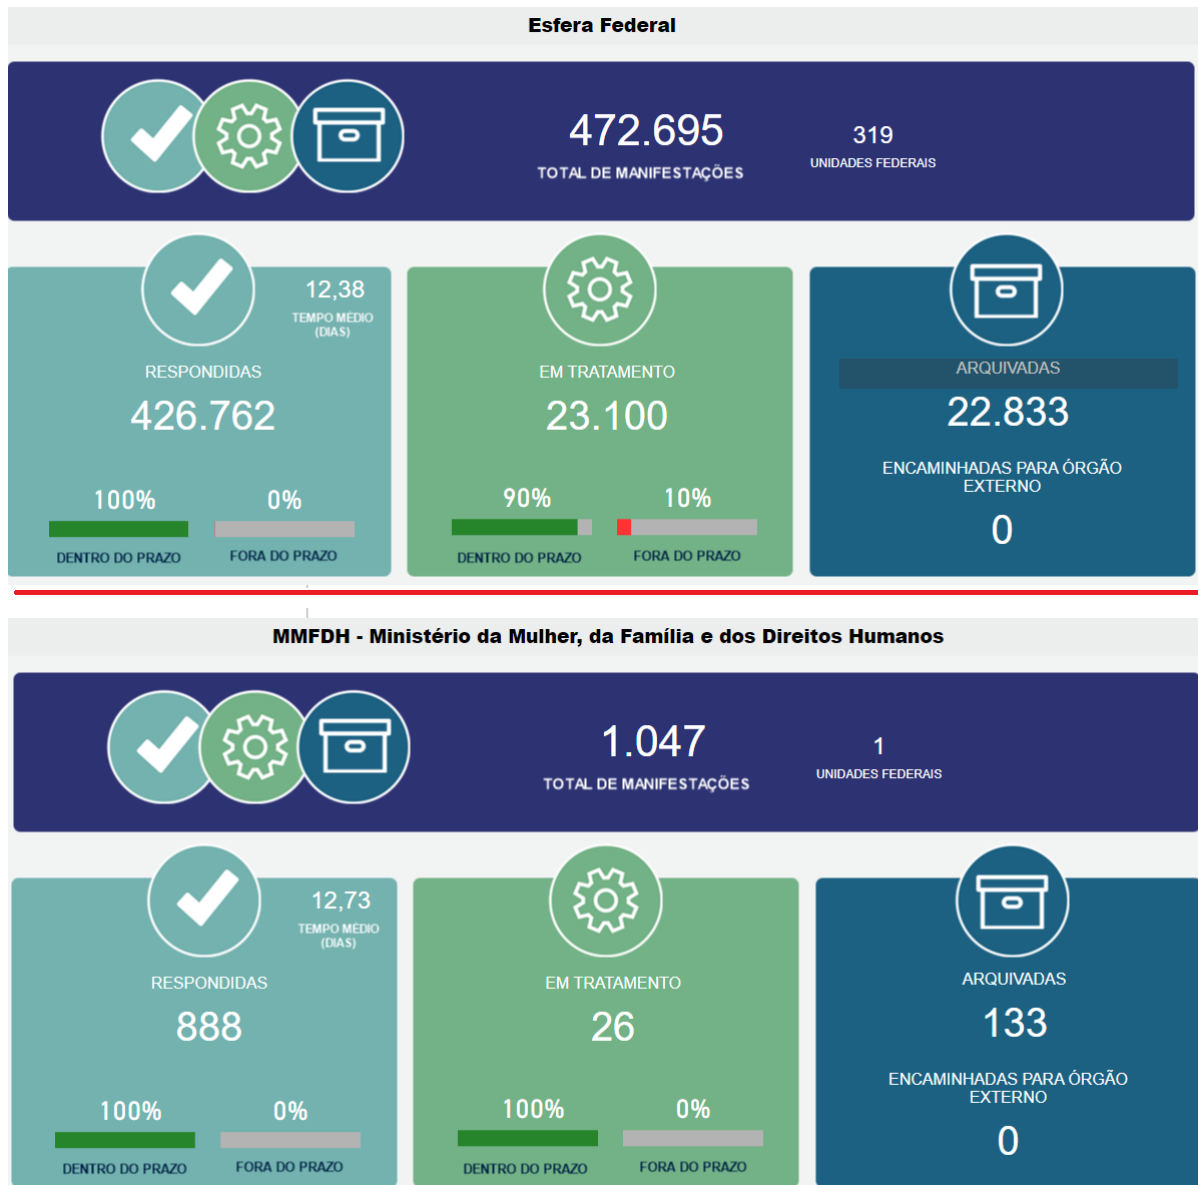 Esfera Federal
472.695
TOTAL DE MANIFESTAÇÕES
319
UNIDADES FEDERAIS
12,38
TEMPO MÉDIO
(DIAS)
RESPONDIDAS
426.762
100%
0%
DENTRO DO PRAZO
FORA DO PRAZO
EM TRATAMENTO
23.100
90%
10%
DENTRO DO PRAZO
FORA DO PRAZO
ARQUIVADAS
22.833
ENCAMINHADAS PARA ÓRGÃO
EXTERNO
0
MMFDH - Ministério da Mulher, da Família e dos Direitos Humanos
1.047
TOTAL DE MANIFESTAÇÕES
1
UNIDADES FEDERAIS
12,73
TEMPO MÉDIO
(DIAS)
RESPONDIDAS
888
100%
0%
DENTRO DO PRAZO
FORA DO PRAZO
EM TRATAMENTO
26
100%
0%
DENTRO DO PRAZO
FORA DO PRAZO
ARQUIVADAS
133
ENCAMINHADAS PARA ÓRGÃO
EXTERNO
0